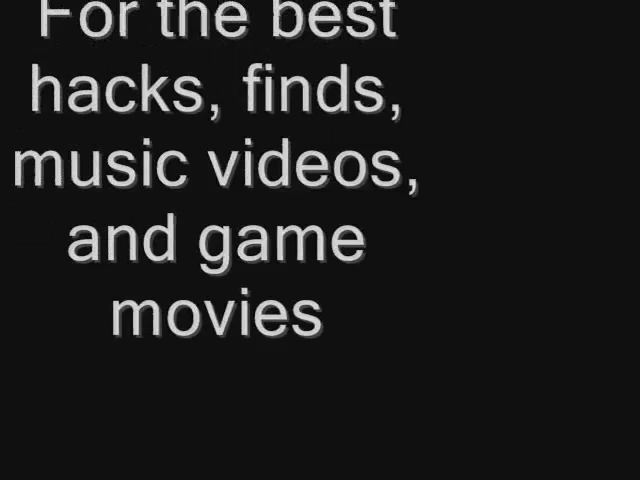 For the best
hacks, finds,
music videos,
and game
movies